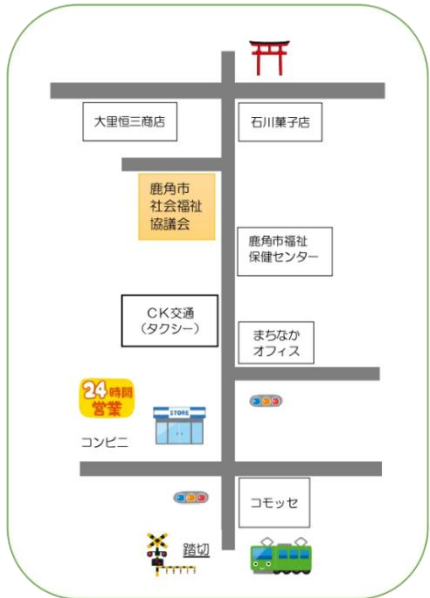 大里恒三商店
石川菓子店
鹿角市
社会福祉
協議会
鹿角市福祉
保健センター
CK交通
(タクシー)
まちなか
オフィス
24時間
営業
STORE
コンビニ
コモッセ
踏切